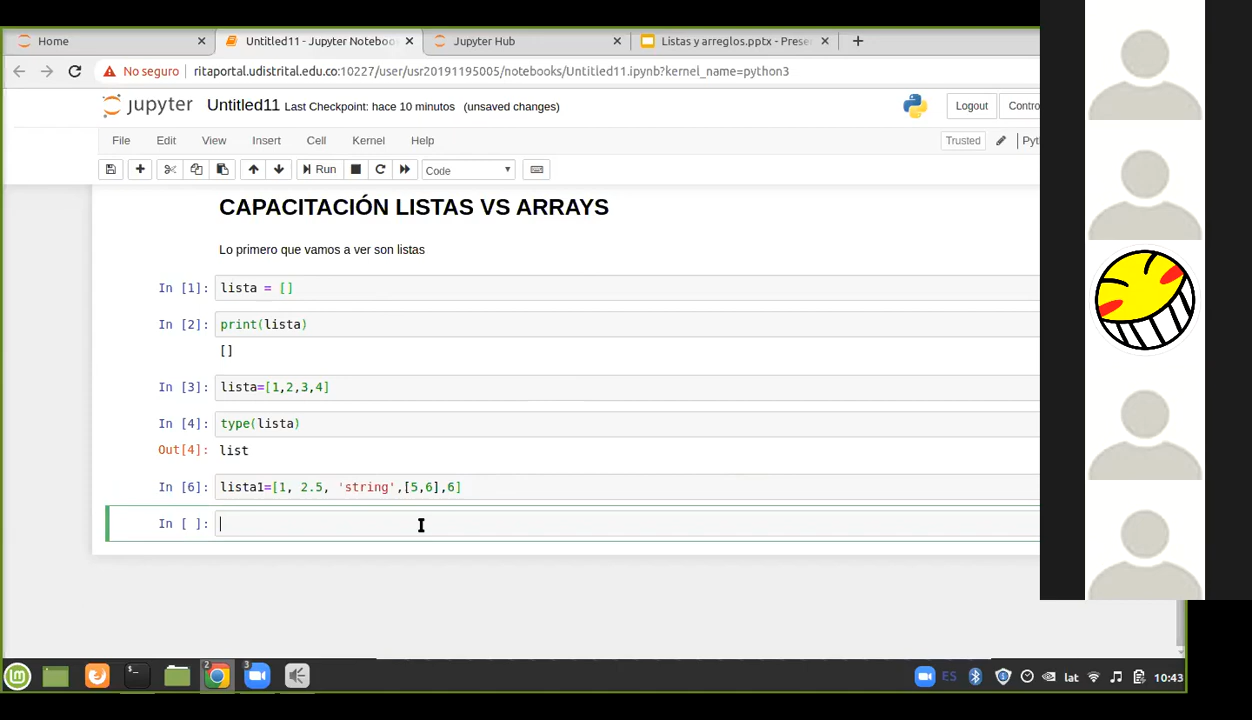 Home
Untitled11 - Jupyter Noteboo
Jupyter Hub
Listas y arreglos.pptx - Prese
No seguro
ritaportal.udistrital.edu.co:10227/user/usr20191195005/notebooks/Untitled11.ipynb?kernel_name=python3
jupyter Untitled11 Last Checkpoint: hace 10 minutos (unsaved changes)
Logout
Contro
File Edit View Insert Cell Kernel Help
Trusted
Pyt
Run
Code
CAPACITACIÓN LISTAS VS ARRAYS
Lo primero que vamos a ver son listas
In [1]: lista = []
In [2]: print(lista)
[]
In [3]: lista=[1,2,3,4]
In [4]: type(lista)
Out[4]: list
In [6]: lista1=[1, 2.5, 'string',[5,6],6]
In [ ]:
2
3
ES
lat
10:43